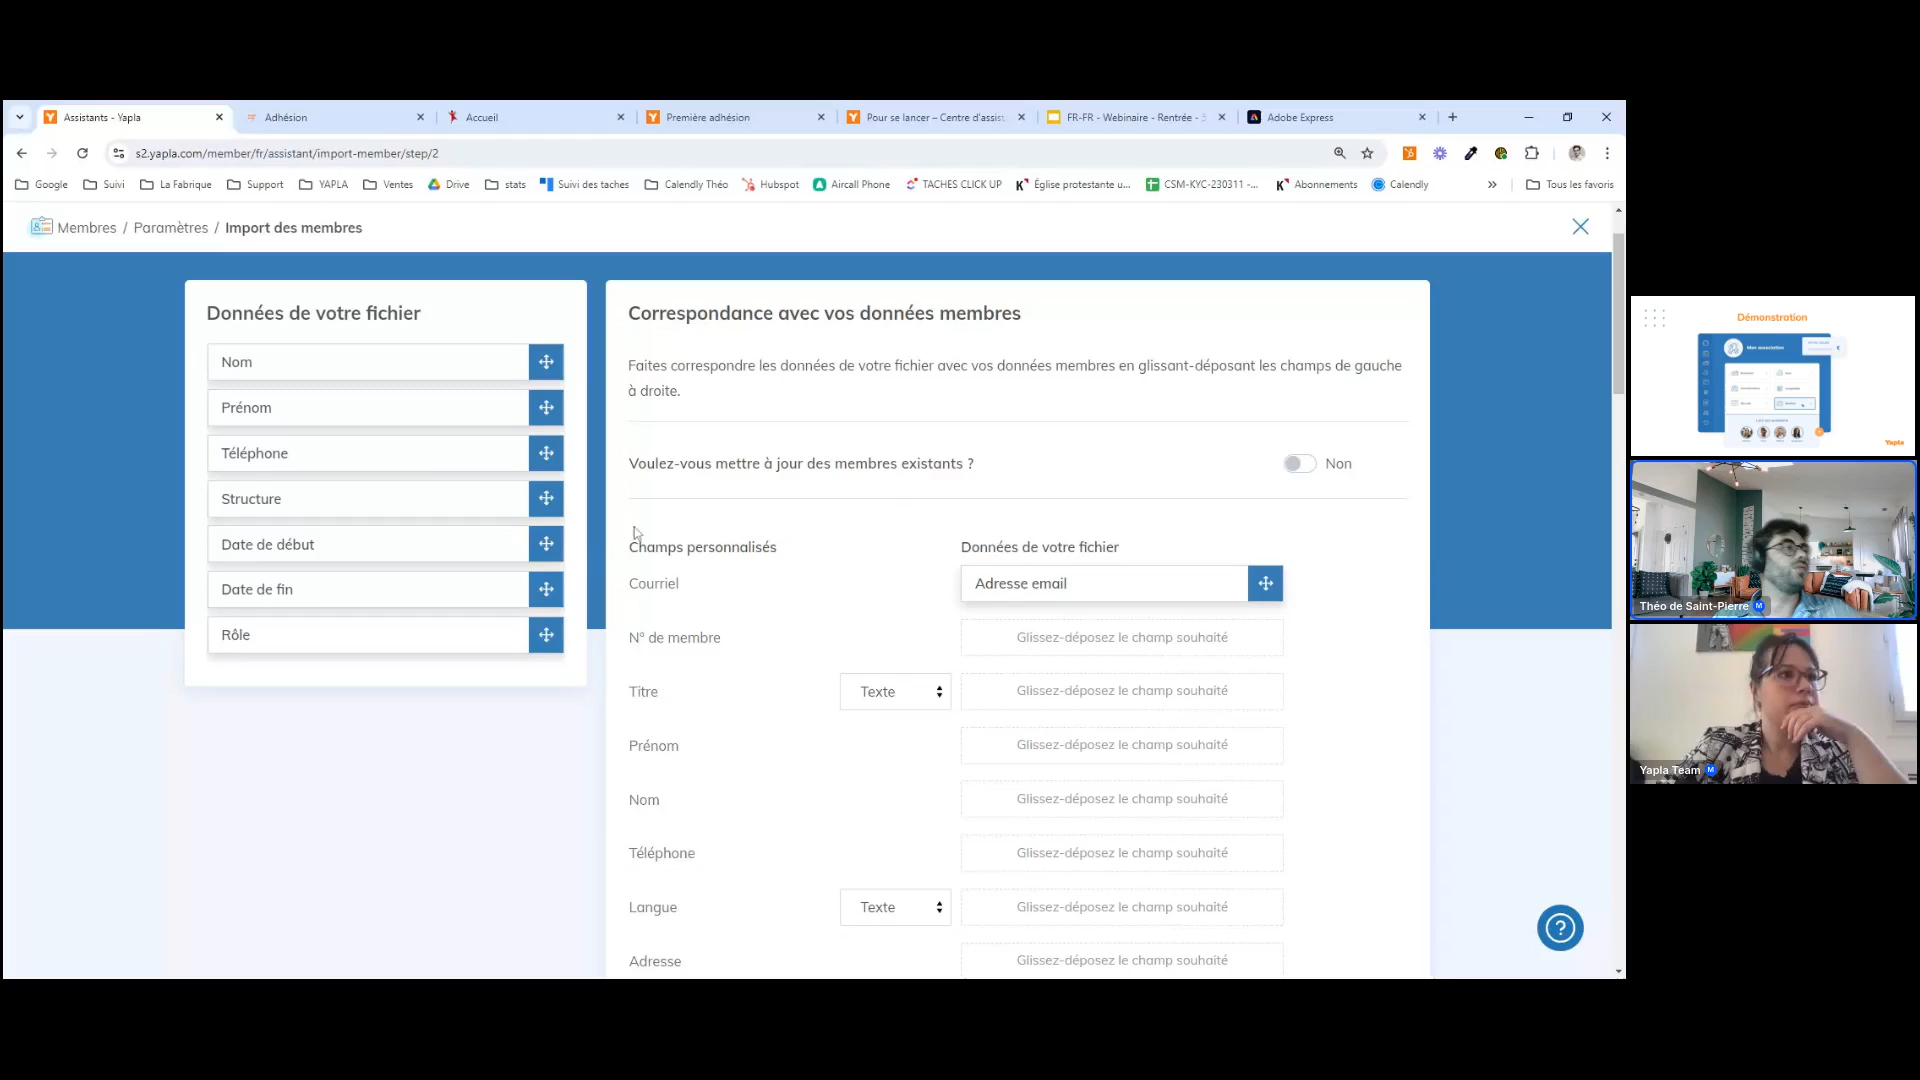 Assistants - Yapla
Adhésion
Accueil
Première adhésion
Pour se lancer – Centre d'assist
FR-FR - Webinaire - Rentrée -
Adobe Express
s2.yapla.com/member/fr/assistant/import-member/step/2
Google
Suivi
La Fabrique
Support
YAPLA
Ventes
Drive
stats
Suivi des taches
Calendly Théo
Hubspot
Aircall Phone
TACHES CLICK UP
Église protestante u...
CSM-KYC-230311 -...
Abonnements
Calendly
Tous les favoris
Membres / Paramètres / Import des membres
Données de votre fichier
Nom
Prénom
Téléphone
Structure
Date de début
Date de fin
Rôle
Correspondance avec vos données membres
Faites correspondre les données de votre fichier avec vos données membres en glissant-déposant les champs de gauche
à droite.
Voulez-vous mettre à jour des membres existants ? Non
Champs personnalisés Données de votre fichier
Courriel Adresse email
N° de membre Glissez-déposez le champ souhaité
Titre Texte Glissez-déposez le champ souhaité
Prénom Glissez-déposez le champ souhaité
Nom Glissez-déposez le champ souhaité
Téléphone Glissez-déposez le champ souhaité
Langue Texte Glissez-déposez le champ souhaité
Adresse Glissez-déposez le champ souhaité
Démonstration
Mon association
Yapla
Théo de Saint-Pierre M
Yapla Team M